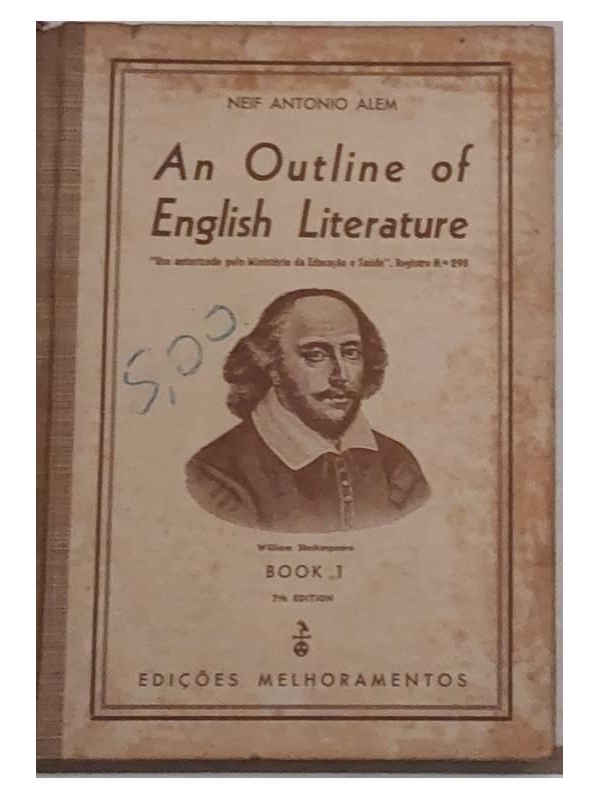 NEIF ANTONIO ALEM
An Outline of
English Literature
"Uso autorizado pelo Ministério da Educação e Saúde". Registro N.º 298
5,00
William Shakespeare
BOOK 1
7th EDITION
EDIÇÕES MELHORAMENTOS